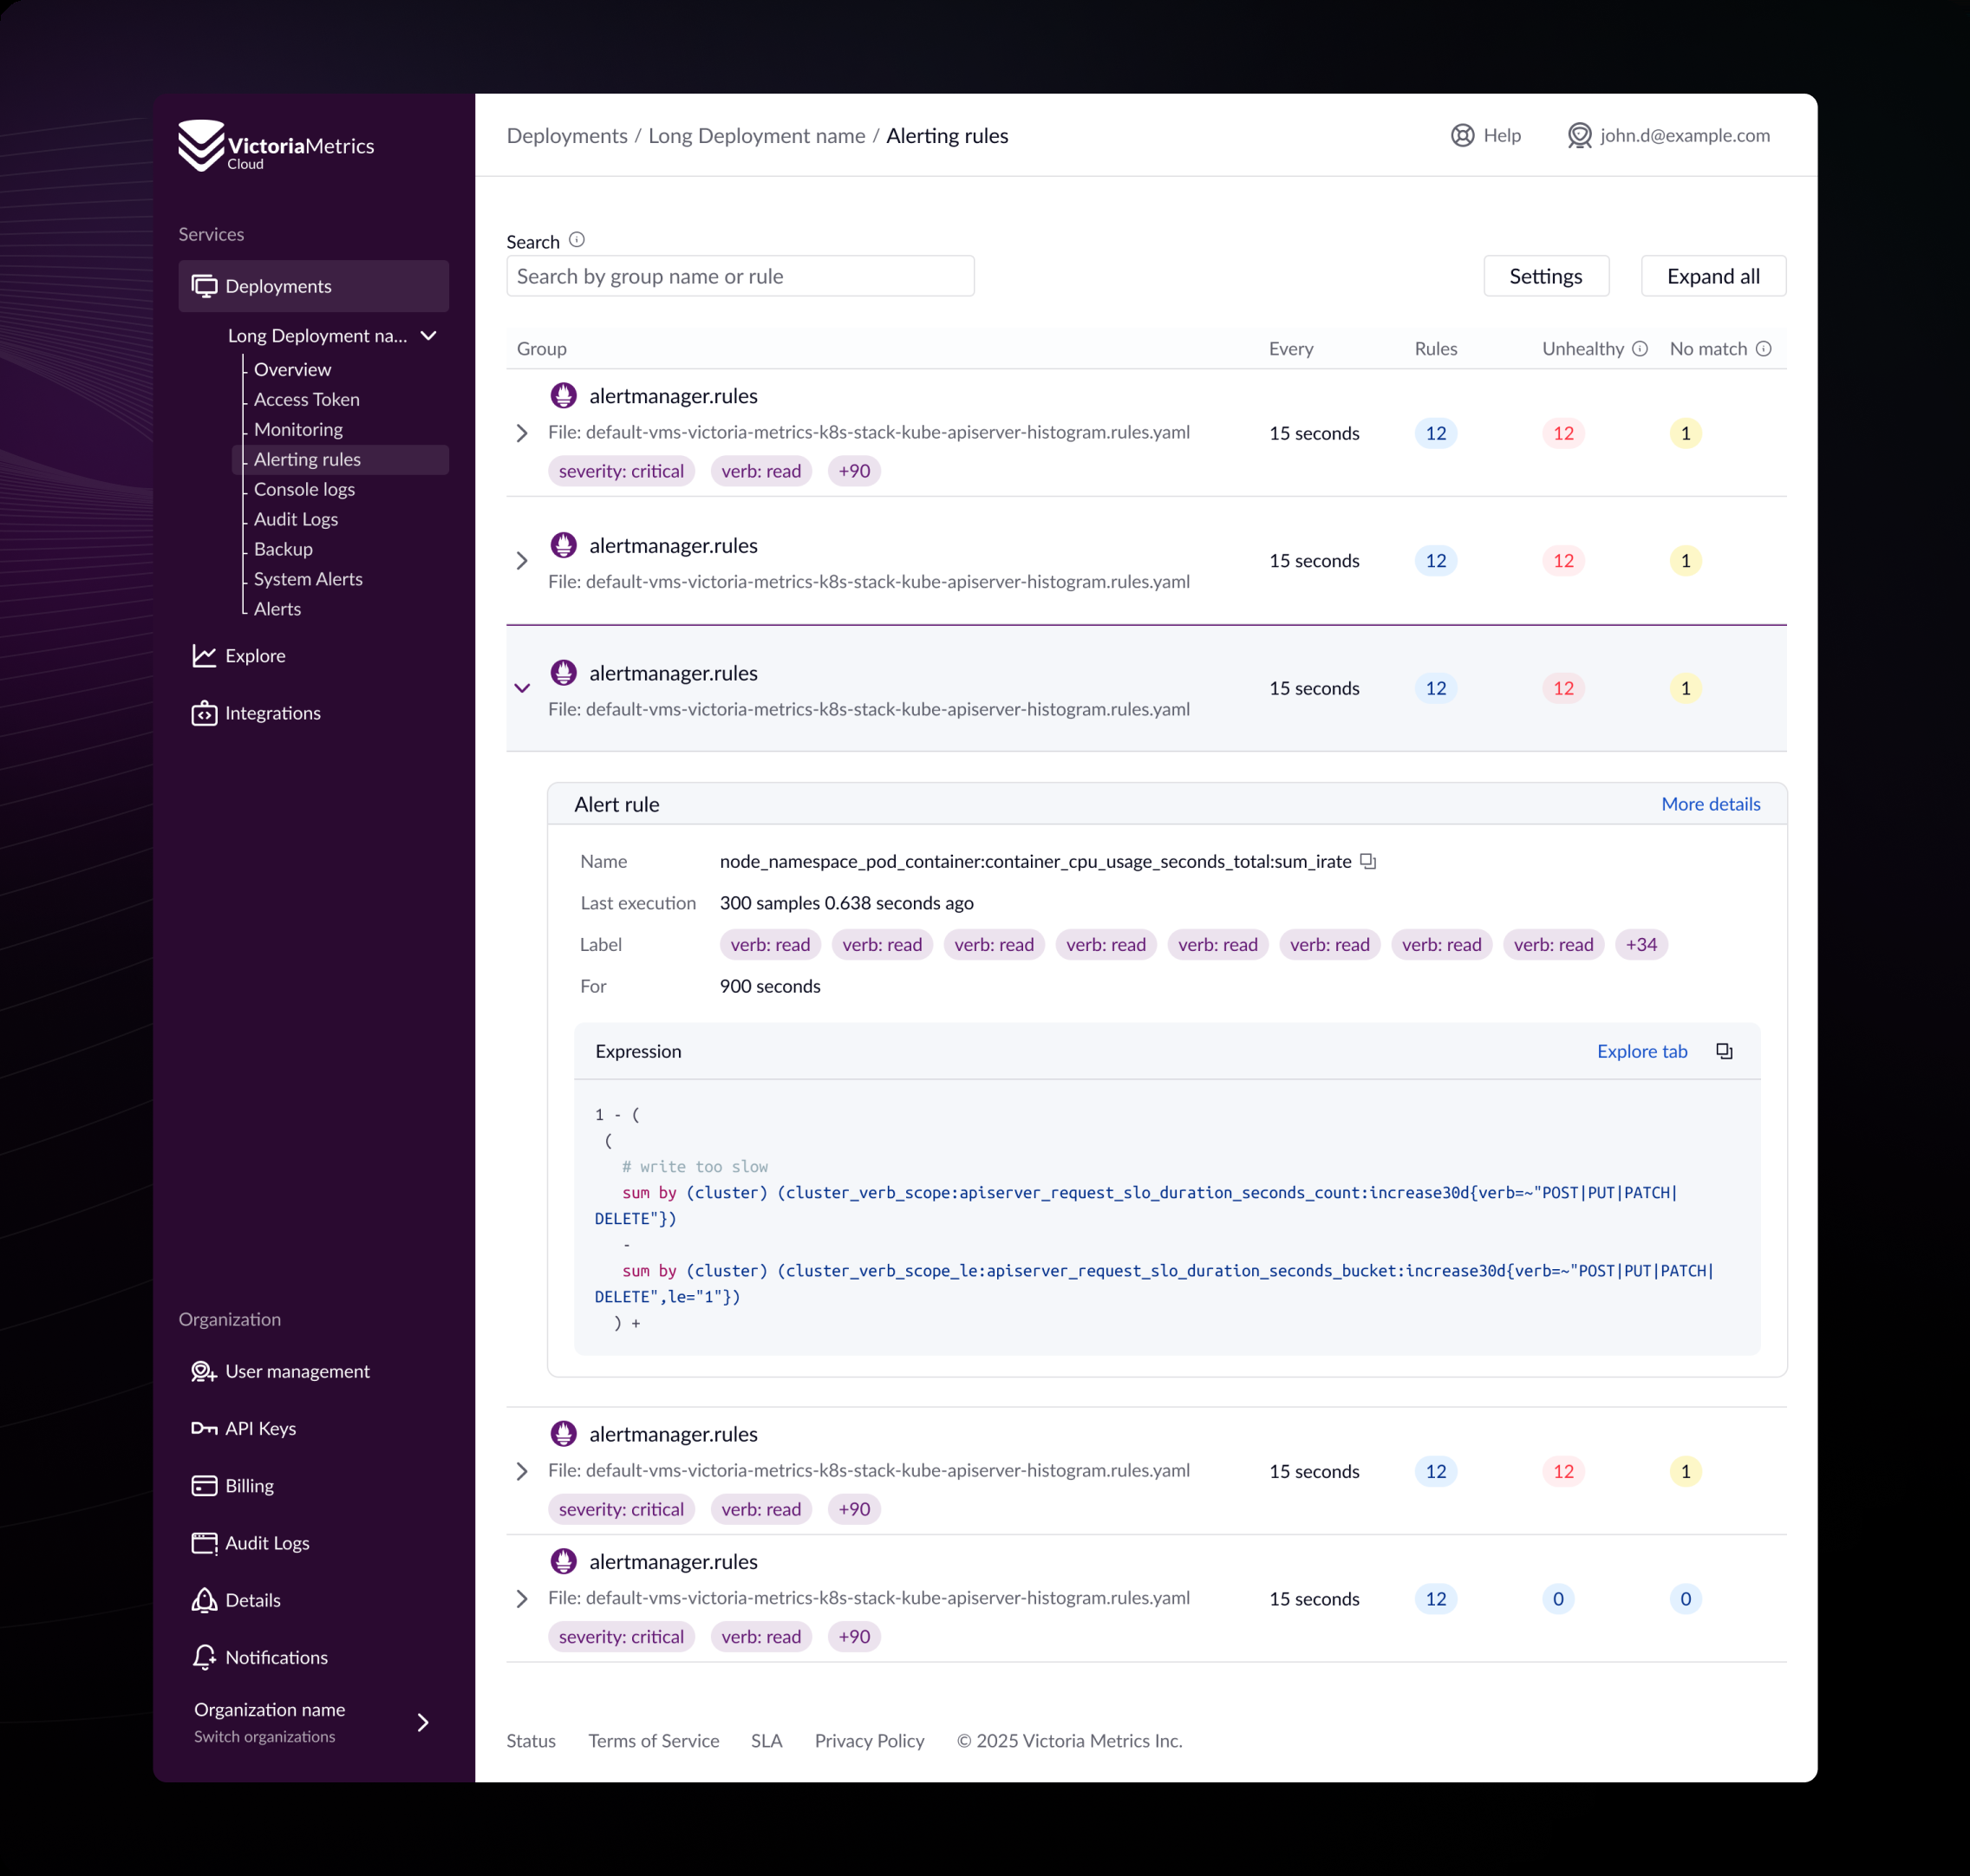 VictoriaMetrics
Cloud
Services
Deployments
Long Deployment na...
Overview
Access Token
Monitoring
Alerting rules
Console logs
Audit Logs
Backup
System Alerts
Alerts
Explore
Integrations
Organization
User management
API Keys
Billing
Audit Logs
Details
Notifications
Organization name
Switch organizations
Deployments / Long Deployment name / Alerting rules
Help
john.d@example.com
Search
Search by group name or rule
Settings
Expand all
Group Every Rules Unhealthy No match
alertmanager.rules
File: default-vms-victoria-metrics-k8s-stack-kube-apiserver-histogram.rules.yaml 15 seconds 12 12 1
severity: critical verb: read +90
alertmanager.rules
15 seconds 12 12 1
File: default-vms-victoria-metrics-k8s-stack-kube-apiserver-histogram.rules.yaml
alertmanager.rules
15 seconds 12 12 1
File: default-vms-victoria-metrics-k8s-stack-kube-apiserver-histogram.rules.yaml
Alert rule More details
Name node_namespace_pod_container:container_cpu_usage_seconds_total:sum_irate
Last execution 300 samples 0.638 seconds ago
Label verb: read verb: read verb: read verb: read verb: read verb: read verb: read verb: read +34
For 900 seconds
Expression Explore tab
1 - (
(
# write too slow
sum by (cluster) (cluster_verb_scope:apiserver_request_slo_duration_seconds_count:increase30d{verb=~"POST|PUT|PATCH|
DELETE"})
-
sum by (cluster) (cluster_verb_scope_le:apiserver_request_slo_duration_seconds_bucket:increase30d{verb=~"POST|PUT|PATCH|
DELETE",le="1"})
) +
alertmanager.rules
File: default-vms-victoria-metrics-k8s-stack-kube-apiserver-histogram.rules.yaml 15 seconds 12 12 1
severity: critical verb: read +90
alertmanager.rules
File: default-vms-victoria-metrics-k8s-stack-kube-apiserver-histogram.rules.yaml 15 seconds 12 0 0
severity: critical verb: read +90
Status Terms of Service SLA Privacy Policy © 2025 Victoria Metrics Inc.